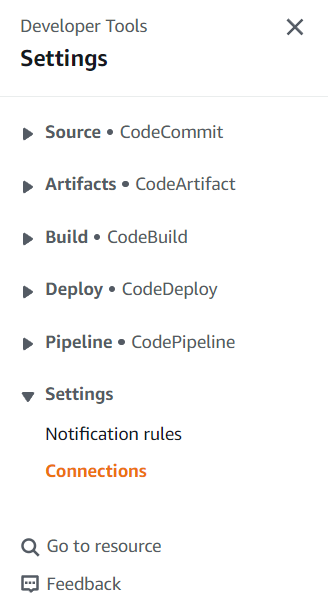 Developer Tools
Settings
Source • CodeCommit
Artifacts • CodeArtifact
Build • CodeBuild
Deploy • CodeDeploy
Pipeline • CodePipeline
Settings
Notification rules
Connections
Go to resource
Feedback